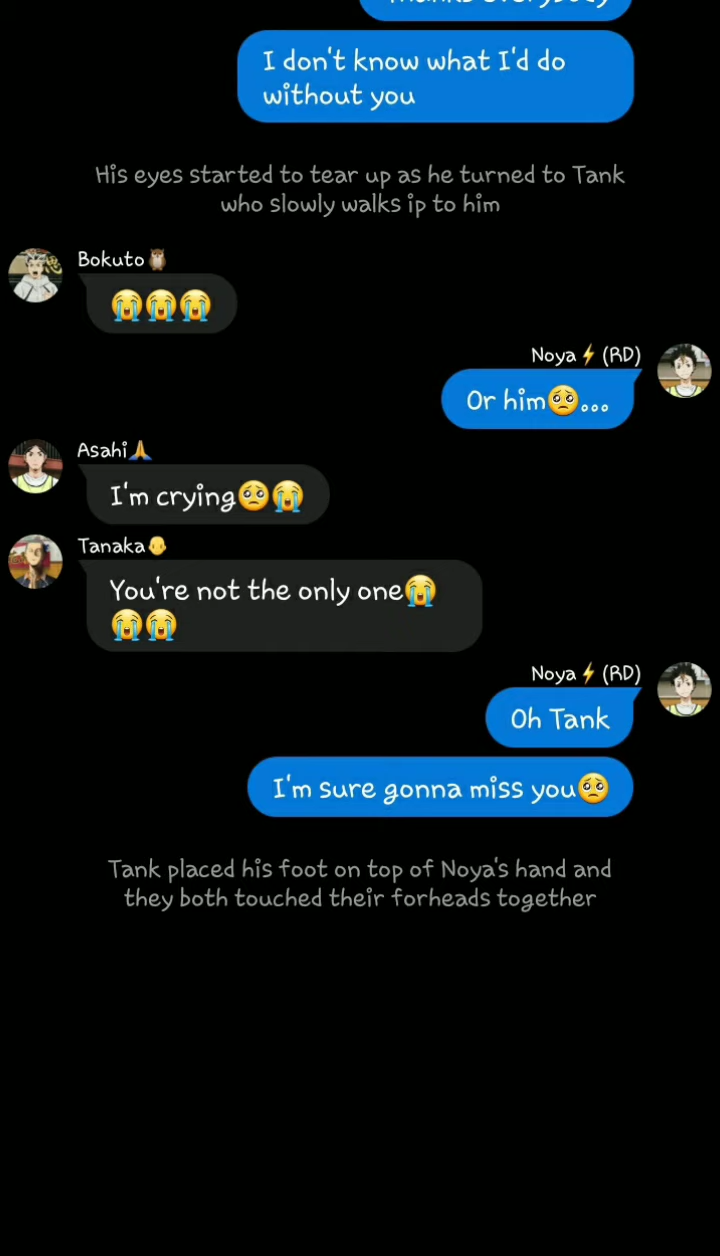 I don't know what I'd do
without you
His eyes started to tear up as he turned to Tank
who slowly walks ip to him
Bokuto🦉
😭😭😭
Noya⚡(RD)
Or him🥺...
Asahi🙏
I'm crying🥺😭
Tanaka👨‍🦲
You're not the only one😭
😭😭
Noya⚡(RD)
Oh Tank
I'm sure gonna miss you🥺
Tank placed his foot on top of Noya's hand and
they both touched their forheads together